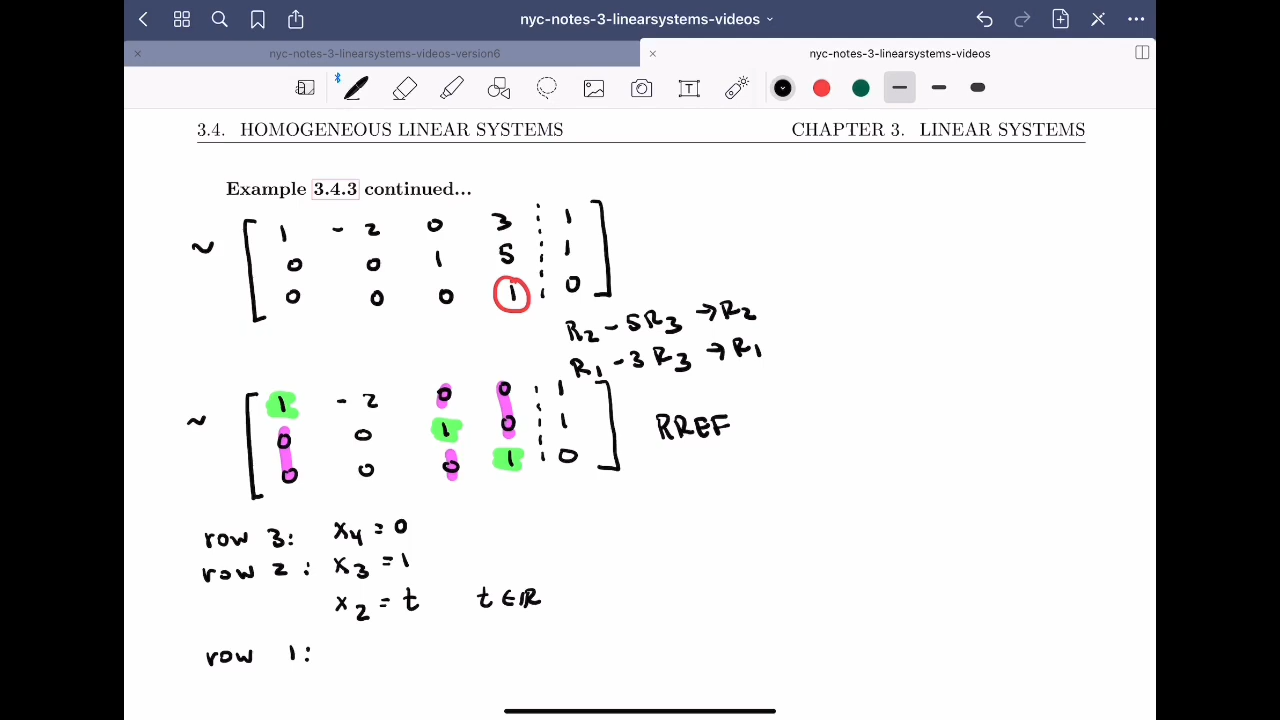 nyc-notes-3-linearsystems-videos
nyc-notes-3-linearsystems-videos-version6
nyc-notes-3-linearsystems-videos
T
3.4. HOMOGENEOUS LINEAR SYSTEMS
CHAPTER 3. LINEAR SYSTEMS
Example 3.4.3 continued...
~ [ 1 -2 0 3 ⋮ 1
0 0 1 5 ⋮ 1
0 0 0 1 ⋮ 0 ]
R₂ - 5R₃ → R₂
R₁ - 3R₃ → R₁
~ [ 1 -2 0 0 ⋮ 1
0 0 1 0 ⋮ 1
0 0 0 1 ⋮ 0 ] RREF
row 3: x₄ = 0
row 2: x₃ = 1
x₂ = t t ∈ ℝ
row 1: